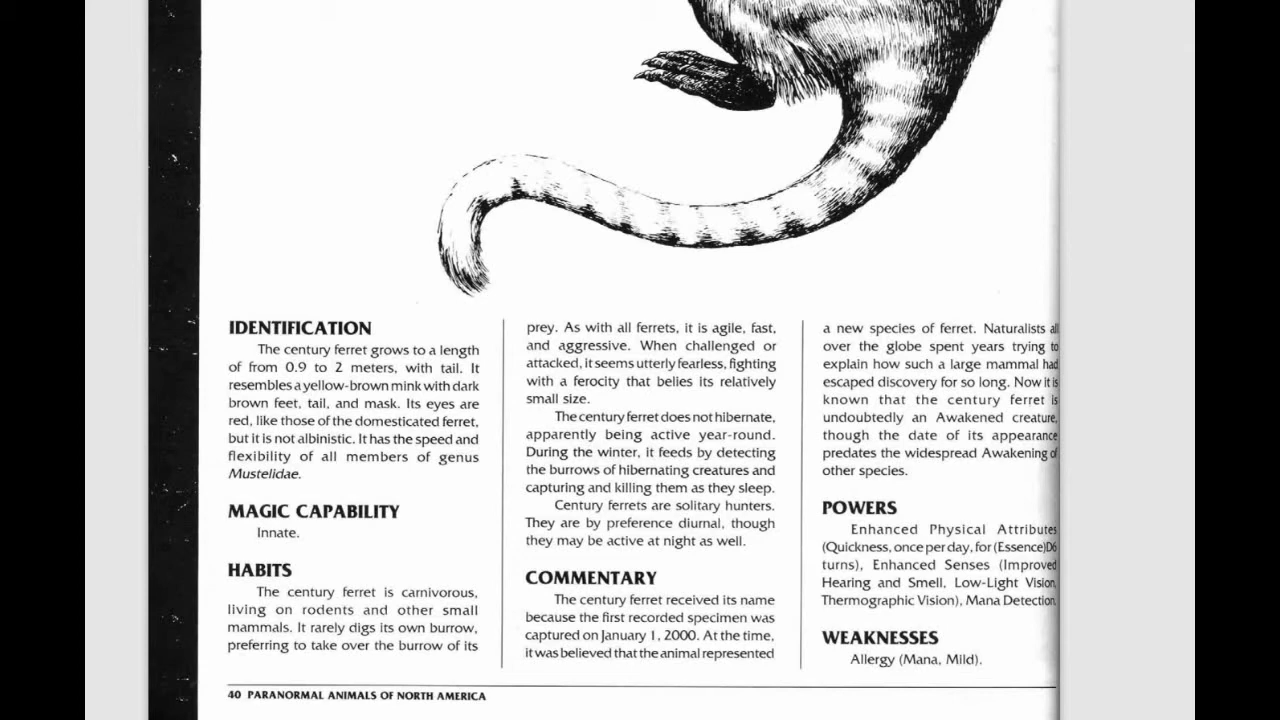 IDENTIFICATION
The century ferret grows to a length
of from 0.9 to 2 meters, with tail. It
resembles a yellow-brown mink with dark
brown feet, tail, and mask. Its eyes are
red, like those of the domesticated ferret,
but it is not albinistic. It has the speed and
flexibility of all members of genus
Mustelidae.
MAGIC CAPABILITY
Innate.
HABITS
The century ferret is carnivorous,
living on rodents and other small
mammals. It rarely digs its own burrow,
preferring to take over the burrow of its
prey. As with all ferrets, it is agile, fast,
and aggressive. When challenged or
attacked, it seems utterly fearless, fighting
with a ferocity that belies its relatively
small size.
The century ferret does not hibernate,
apparently being active year-round.
During the winter, it feeds by detecting
the burrows of hibernating creatures and
capturing and killing them as they sleep.
Century ferrets are solitary hunters.
They are by preference diurnal, though
they may be active at night as well.
COMMENTARY
The century ferret received its name
because the first recorded specimen was
captured on January 1, 2000. At the time,
it was believed that the animal represented
a new species of ferret. Naturalists all
over the globe spent years trying to
explain how such a large mammal had
escaped discovery for so long. Now it is
known that the century ferret is
undoubtedly an Awakened creature,
though the date of its appearance
predates the widespread Awakening of
other species.
POWERS
Enhanced Physical Attributes
(Quickness, once per day, for (Essence)D6
turns), Enhanced Senses (Improved
Hearing and Smell, Low-Light Vision,
Thermographic Vision), Mana Detection.
WEAKNESSES
Allergy (Mana, Mild).
40 PARANORMAL ANIMALS OF NORTH AMERICA